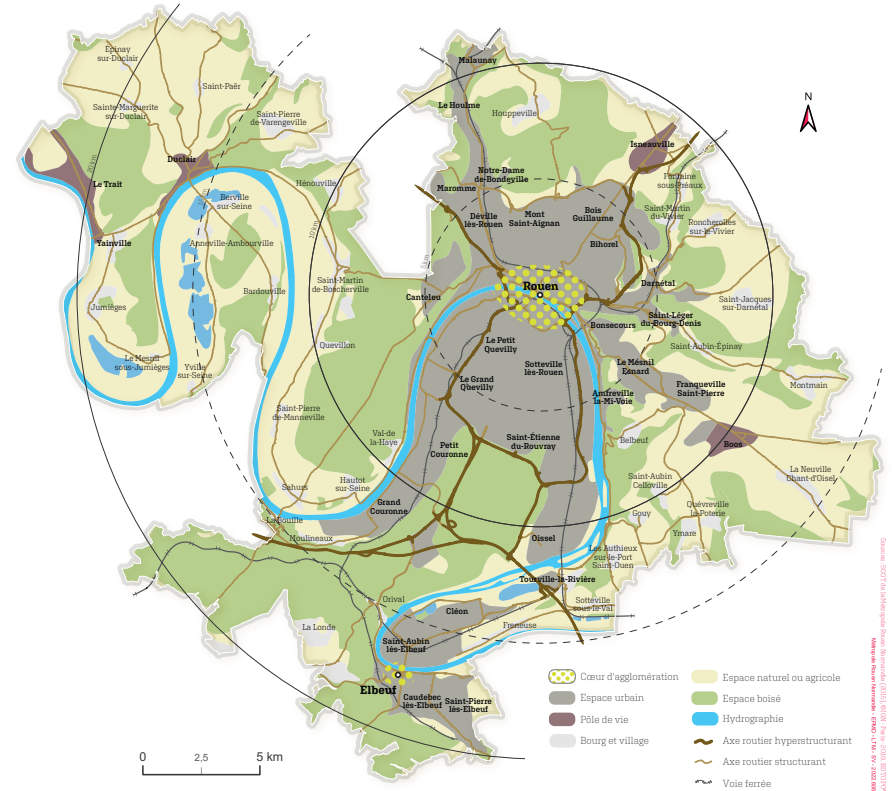 Malaunay
Epinay
sur-Duclair
Saint-Paër
Le Houlme
Houppeville
Sainte-Marguerite
sur-Duclair
Saint-Pierre
de-Varengeville
N
Isneauville
Duclair
20 km
Le Trait
Hénouville
Notre-Dame
de-Bondeville
Maromme
Fontaine
sous-Préaux
Berville
sur-Seine
Déville
lès-Rouen
Mont
Saint-Aignan
Bois
Guillaume
Saint-Martin
du-Vivier
Roncherolles
sur-le-Vivier
10 km
Yainville
Anneville-Ambourville
Bihorel
5 km
Jumièges
Bardouville
Saint-Martin
de-Boscherville
Canteleu
Rouen
Darnétal
Saint-Jacques
sur-Darnétal
Bonsecours
Saint-Léger
du-Bourg-Denis
Quevillon
Le Petit
Quevilly
Saint-Aubin-Épinay
Le Mesnil
sous-Jumièges
Yville
sur-Seine
Sotteville
lès-Rouen
Le Mesnil
Esnard
Le Grand
Quevilly
Franqueville
Saint-Pierre
Montmain
Amfreville
la-Mi-Voie
Saint-Pierre
de-Manneville
Val-de
la-Haye
Petit
Couronne
Saint-Étienne
du-Rouvray
Belbeuf
Boos
La Neuville
Chant-d'Oisel
Saint-Aubin
Celloville
Sahurs
Hautot
sur-Seine
Grand
Couronne
Gouy
Quévreville
la-Poterie
La Bouille
Moulineaux
Oissel
Ymare
Les Authieux
sur-le-Port
Saint-Ouen
Tourville-la-Rivière
Orival
Cléon
Sotteville
sous-le-Val
La Londe
Freneuse
Saint-Aubin
lès-Elbeuf
Elbeuf
Caudebec
lès-Elbeuf
Saint-Pierre
lès-Elbeuf
0
2,5
5 km
Cœur d'agglomération
Espace urbain
Pôle de vie
Bourg et village
Espace naturel ou agricole
Espace boisé
Hydrographie
Axe routier hyperstructurant
Axe routier structurant
Voie ferrée